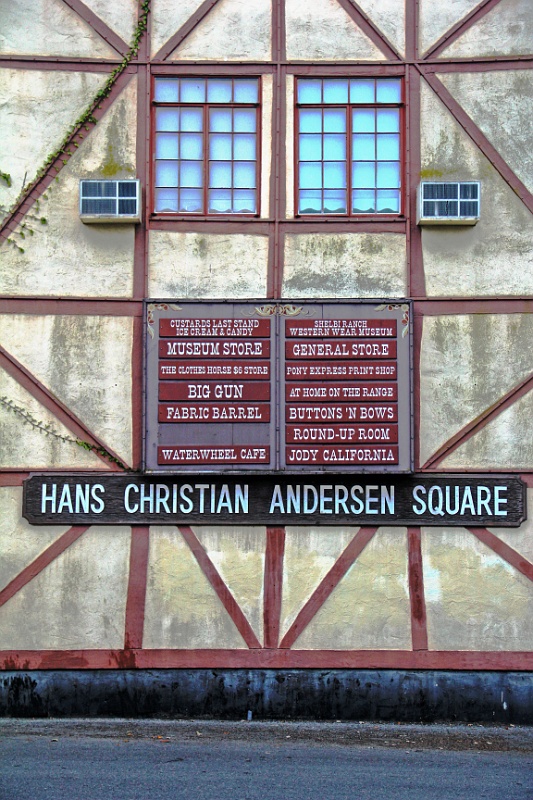 CUSTARDS LAST STAND
ICE CREAM & CANDY
MUSEUM STORE
THE CLOTHES HORSE $6 STORE
BIG GUN
FABRIC BARREL
WATERWHEEL CAFE
SHELBI RANCH
WESTERN WEAR MUSEUM
GENERAL STORE
PONY EXPRESS PRINT SHOP
AT HOME ON THE RANGE
BUTTONS 'N BOWS
ROUND-UP ROOM
JODY CALIFORNIA
HANS CHRISTIAN ANDERSEN SQUARE